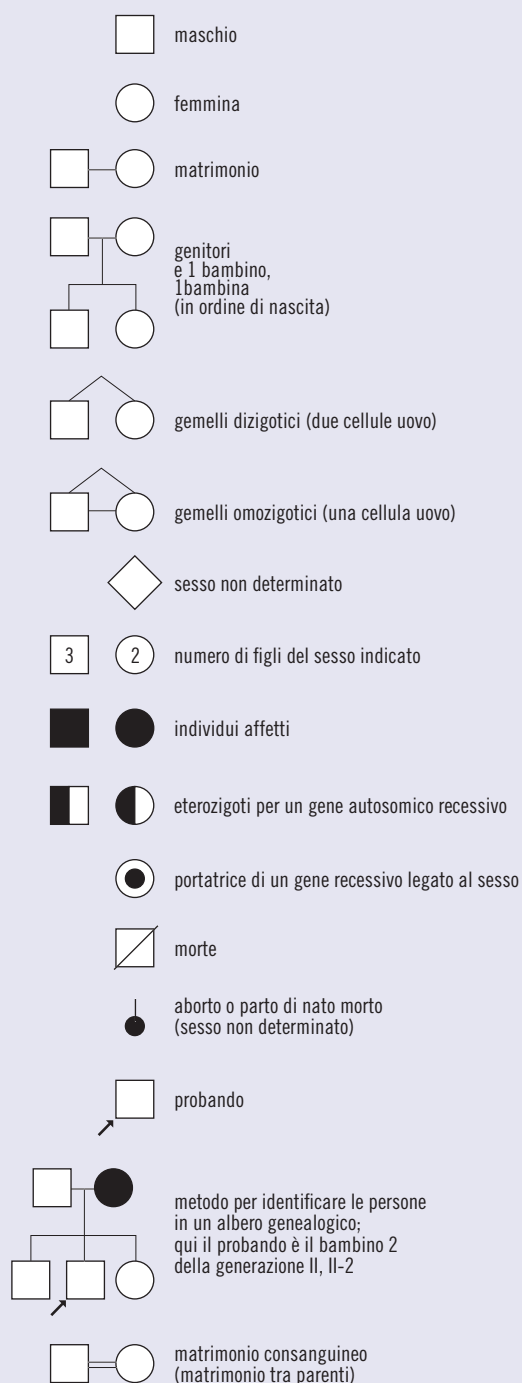 maschio
femmina
matrimonio
genitori
e 1 bambino,
1bambina
(in ordine di nascita)
gemelli dizigotici (due cellule uovo)
gemelli omozigotici (una cellula uovo)
sesso non determinato
3 2 numero di figli del sesso indicato
individui affetti
eterozigoti per un gene autosomico recessivo
portatrice di un gene recessivo legato al sesso
morte
aborto o parto di nato morto
(sesso non determinato)
probando
metodo per identificare le persone
in un albero genealogico;
qui il probando è il bambino 2
della generazione II, II-2
matrimonio consanguineo
(matrimonio tra parenti)